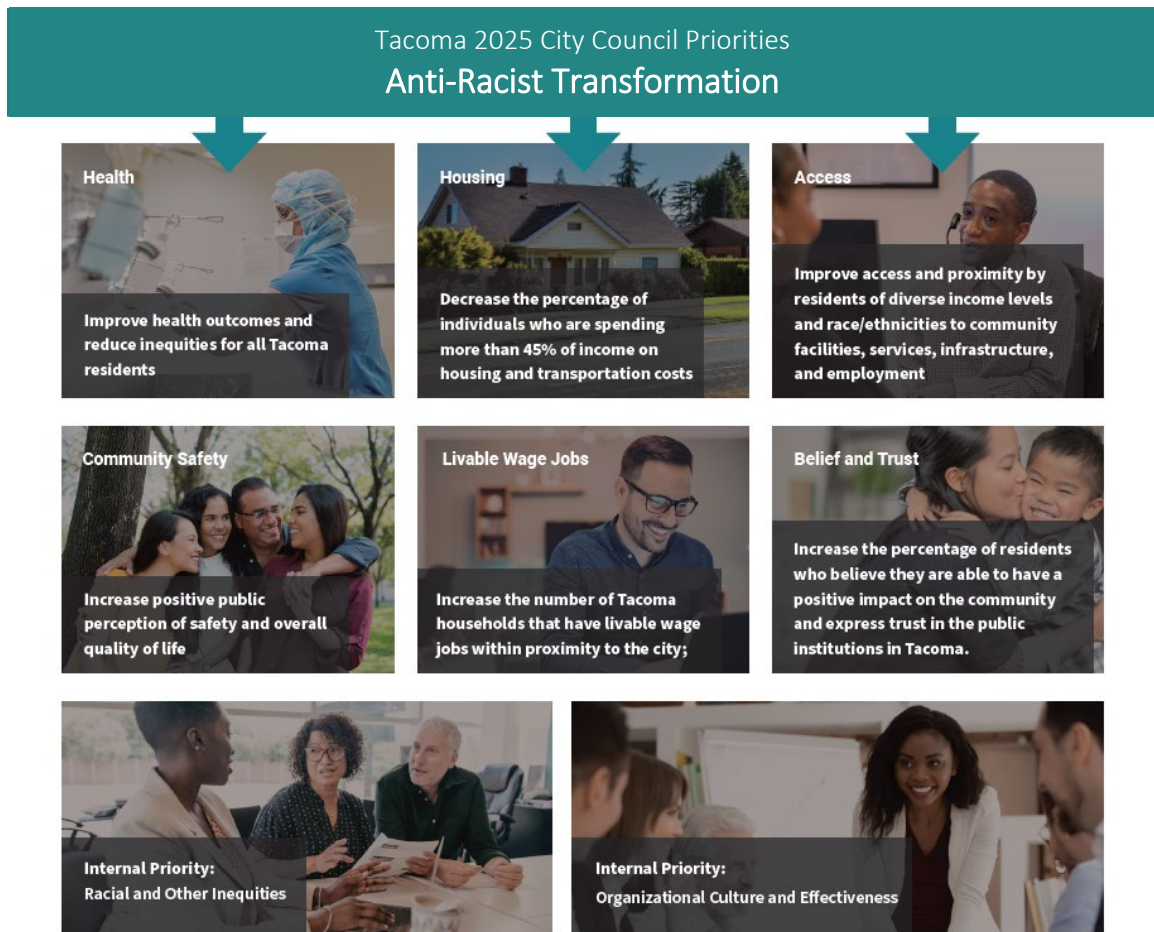 Tacoma 2025 City Council Priorities
Anti-Racist Transformation
Health
Improve health outcomes and
reduce inequities for all Tacoma
residents
Housing
Decrease the percentage of
individuals who are spending
more than 45% of income on
housing and transportation costs
Access
Improve access and proximity by
residents of diverse income levels
and race/ethnicities to community
facilities, services, infrastructure,
and employment
Community Safety
Increase positive public
perception of safety and overall
quality of life
Livable Wage Jobs
Increase the number of Tacoma
households that have livable wage
jobs within proximity to the city;
Belief and Trust
Increase the percentage of residents
who believe they are able to have a
positive impact on the community
and express trust in the public
institutions in Tacoma.
Internal Priority:
Racial and Other Inequities
Internal Priority:
Organizational Culture and Effectiveness